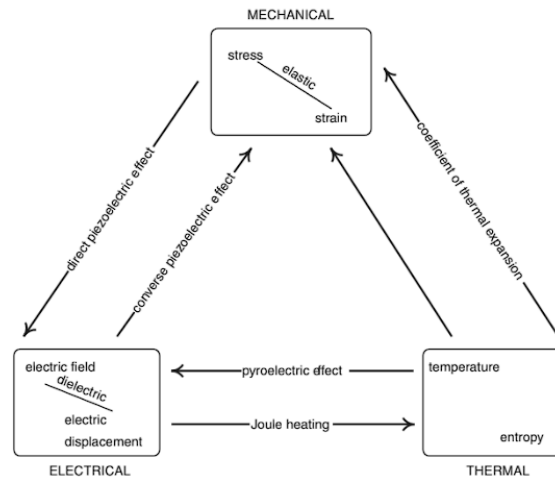 MECHANICAL
stress
elastic
strain
direct piezoelectric effect
converse piezoelectric effect
coefficient of thermal expansion
electric field
dielectric
electric
displacement
pyroelectric effect
temperature
Joule heating
entropy
ELECTRICAL
THERMAL